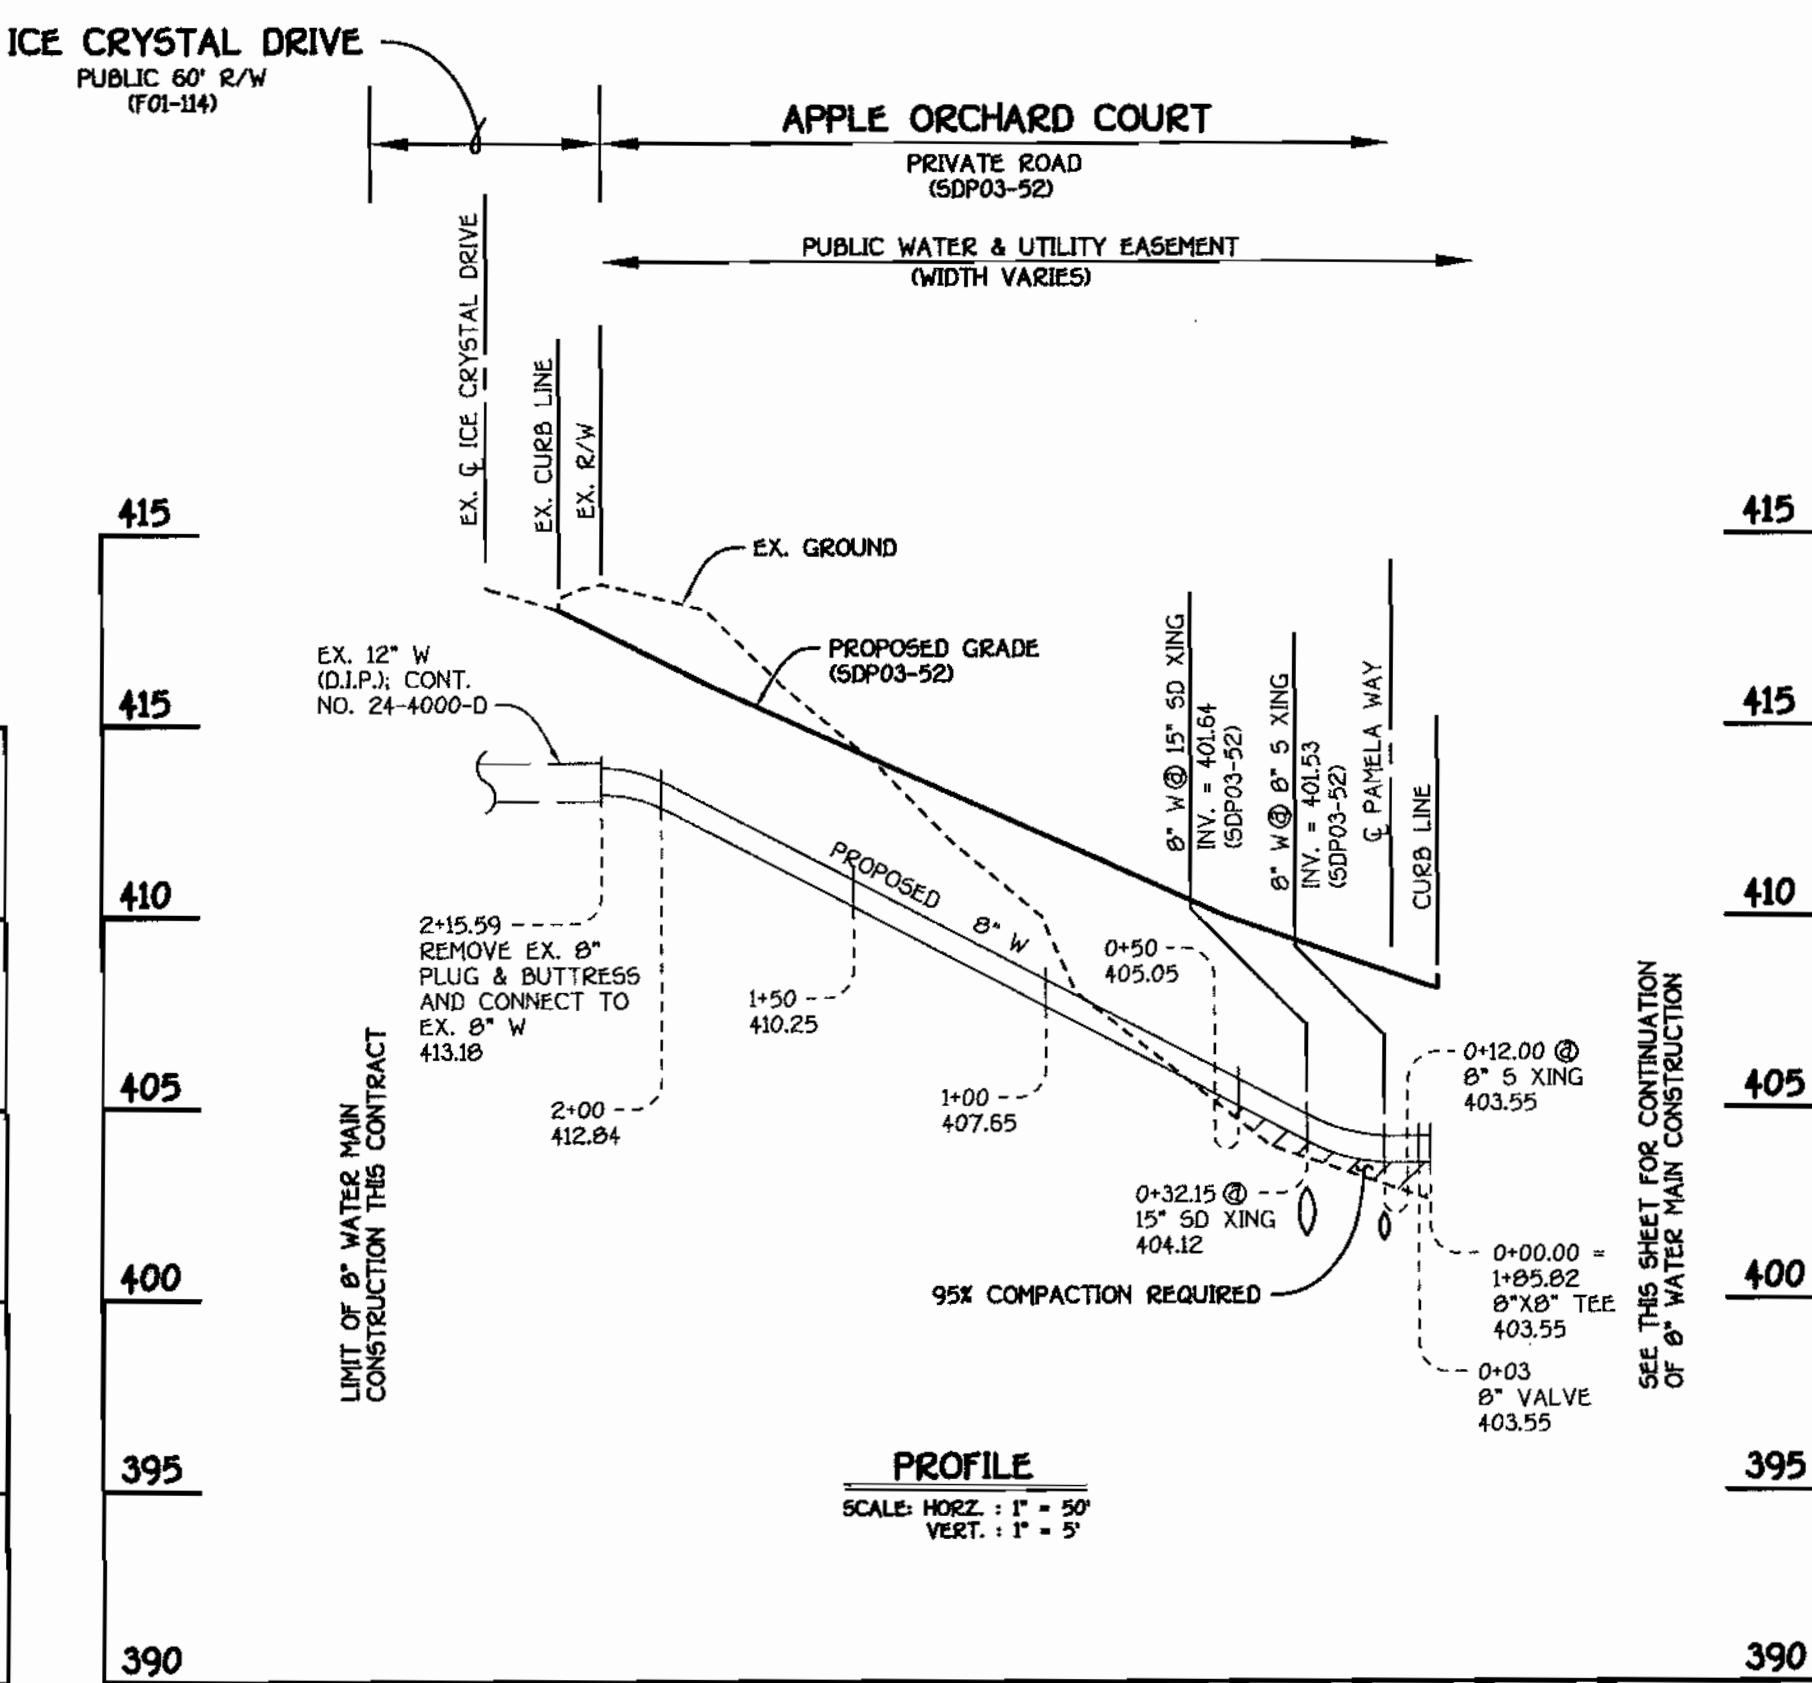 ICE CRYSTAL DRIVE
PUBLIC 60' R/W
(F01-114)
APPLE ORCHARD COURT
PRIVATE ROAD
(SDP03-52)
PUBLIC WATER & UTILITY EASEMENT
(WIDTH VARIES)
EX. ℄ ICE CRYSTAL DRIVE
EX. CURB LINE
EX. R/W
415
415
EX. GROUND
PROPOSED GRADE
(SDP03-52)
EX. 12" W
(D.I.P.); CONT.
NO. 24-4000-D
8" W @ 15" SD XING
INV. = 401.64
(SDP03-52)
8" W @ 8" S XING
INV. = 401.53
(SDP03-52)
℄ PAMELA WAY
CURB LINE
415
415
PROPOSED 8" W
410
410
2+15.59
REMOVE EX. 8"
PLUG & BUTTRESS
AND CONNECT TO
EX. 8" W
413.18
1+50
410.25
0+50
405.05
2+00
412.84
1+00
407.65
0+12.00 @
8" S XING
403.55
405
405
LIMIT OF 8" WATER MAIN
CONSTRUCTION THIS CONTRACT
SEE THIS SHEET FOR CONTINUATION
OF 8" WATER MAIN CONSTRUCTION
0+32.15 @
15" SD XING
404.12
95% COMPACTION REQUIRED
0+00.00 =
1+85.82
8"X8" TEE
403.55
400
400
0+03
8" VALVE
403.55
395
395
PROFILE
SCALE: HORZ. : 1" = 50'
VERT. : 1" = 5'
390
390